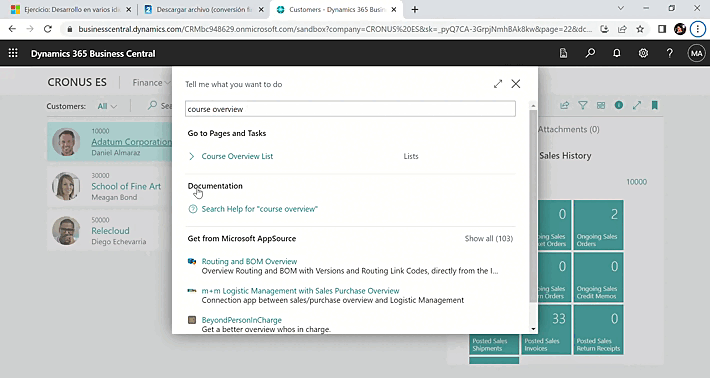 Ejercicio: Desarrollo en varios idi
Descargar archivo (conversión fl
Customers - Dynamics 365 Busin
businesscentral.dynamics.com/CRMbc948629.onmicrosoft.com/sandbox?company=CRONUS%20ES&sk=_pyQ7CA-3GrpjNmhBAk8kw&page=22&dc...
Dynamics 365 Business Central
MA
CRONUS ES
Finance
Customers:
All
Sea
Attachments (0)
Sales History
10000
10000
Adatum Corporation
Daniel Almaraz
30000
School of Fine Art
Meagan Bond
50000
Relecloud
Diego Echevarria
Tell me what you want to do
course overview
Go to Pages and Tasks
Course Overview List
Lists
Documentation
Search Help for "course overview"
Get from Microsoft AppSource
Show all (103)
Routing and BOM Overview
Overview Routing and BOM with Versions and Routing Link Codes, directly from the I...
m+m Logistic Management with Sales Purchase Overview
Connection app between sales/purchase overview and Logistic Management
BeyondPersonInCharge
Get a better overview whos in charge.
0
2
Ongoing Sales
Orders
0
0
Ongoing Sales
Credit Memos
33
0
Posted Sales
Shipments
Posted Sales
Invoices
Posted Sales
Return Receipts